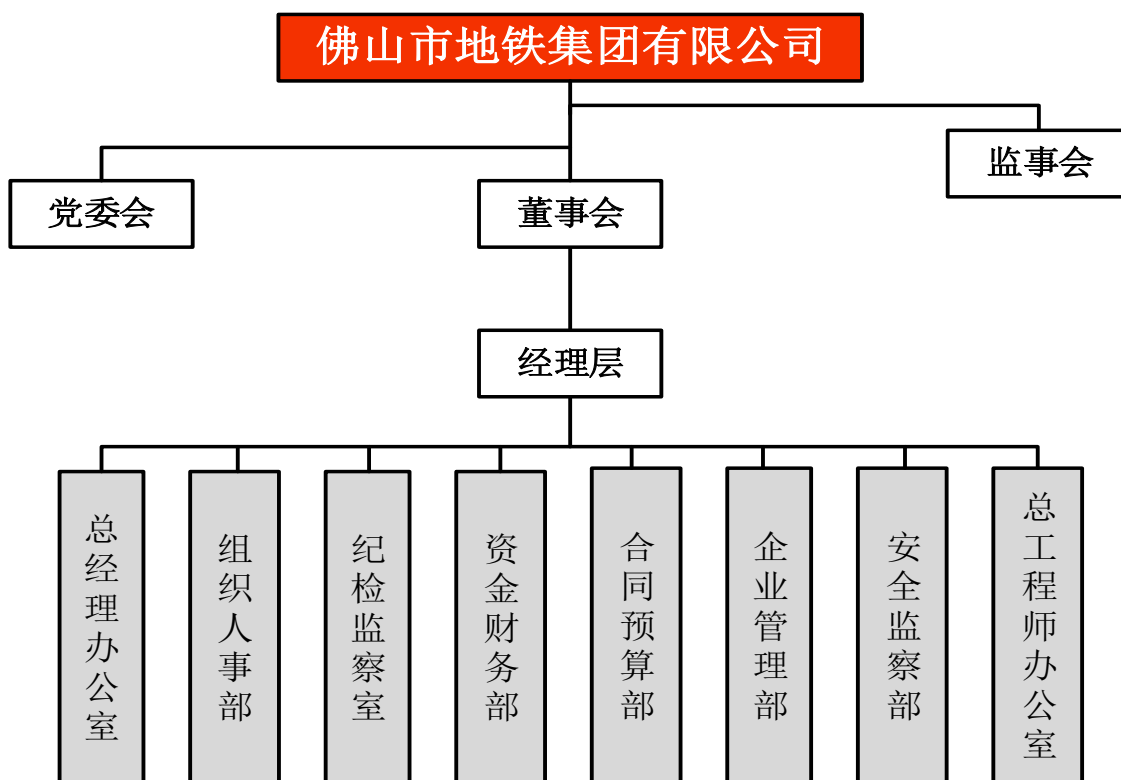 佛山市地铁集团有限公司
监事会
党委会
董事会
经理层
总经理办公室
组织人事部
纪检监察室
资金财务部
合同预算部
企业管理部
安全监察部
总工程师办公室